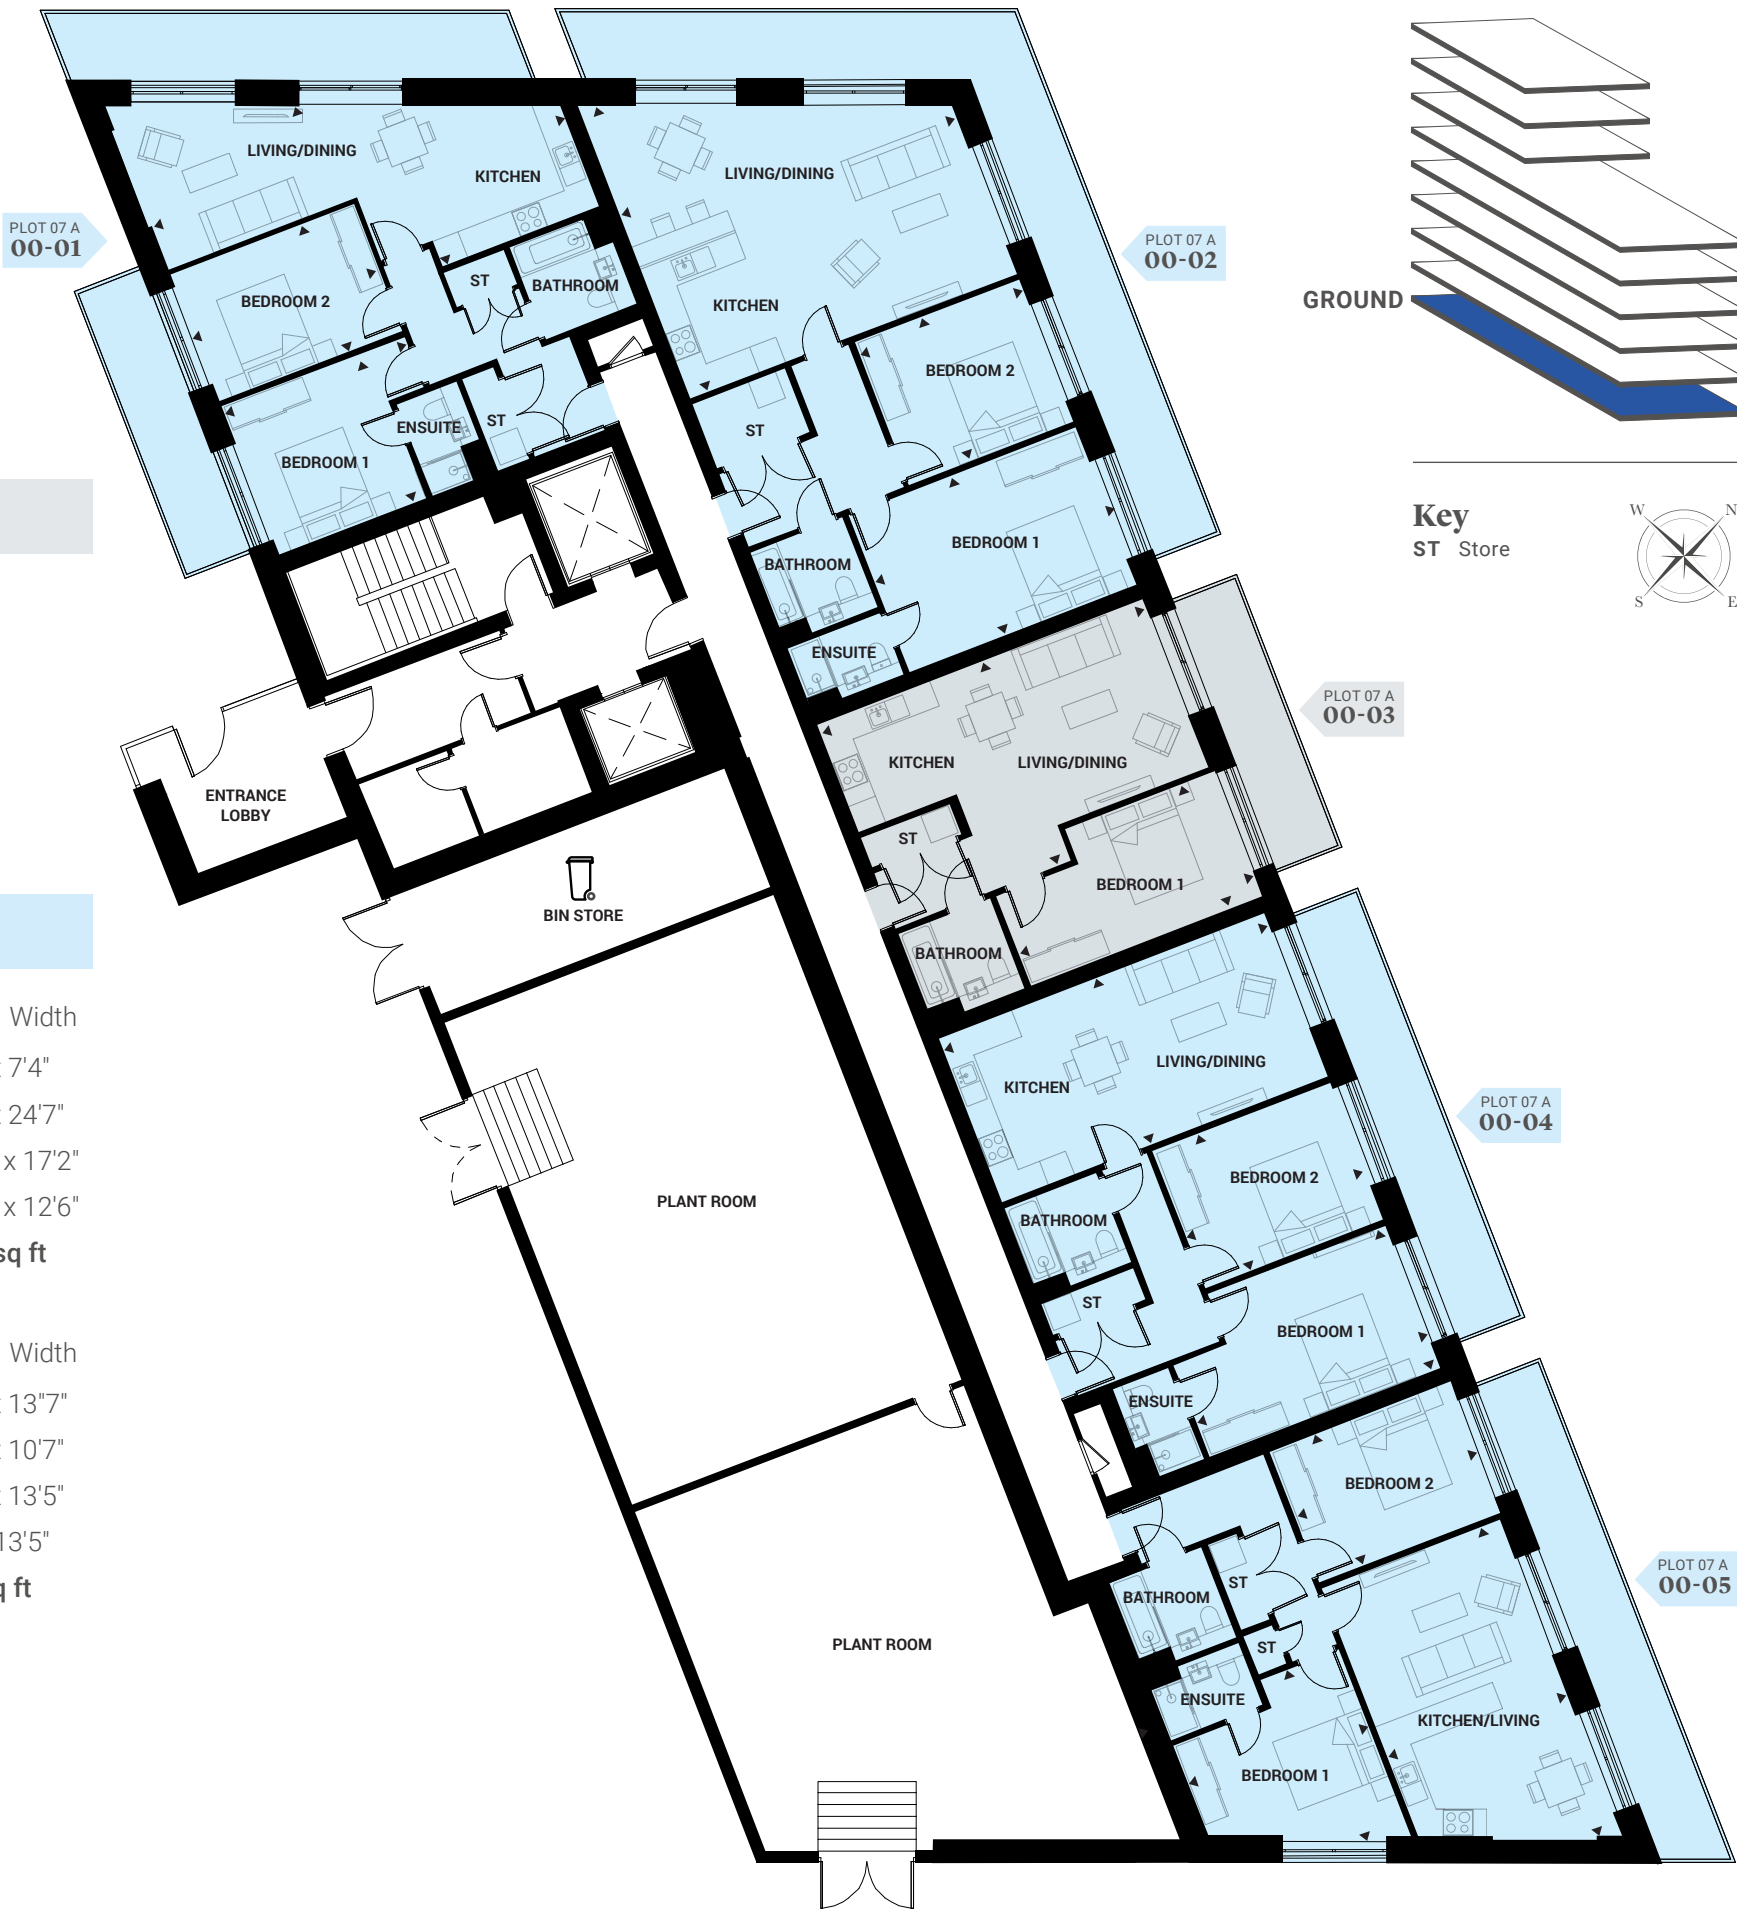 PLOT 07 A
00-01
LIVING/DINING
KITCHEN
BEDROOM 2
ST
BATHROOM
BEDROOM 1
ENSUITE
ST
PLOT 07 A
00-02
LIVING/DINING
KITCHEN
BEDROOM 2
ST
BEDROOM 1
BATHROOM
ENSUITE
PLOT 07 A
00-03
KITCHEN
LIVING/DINING
ST
BEDROOM 1
BATHROOM
PLOT 07 A
00-04
LIVING/DINING
KITCHEN
BEDROOM 2
BATHROOM
ST
BEDROOM 1
ENSUITE
PLOT 07 A
00-05
BEDROOM 2
BATHROOM
ST
ST
ENSUITE
KITCHEN/LIVING
BEDROOM 1
ENTRANCE
LOBBY
BIN STORE
PLANT ROOM
PLANT ROOM
GROUND
Key
ST Store
W
N
S
E
Width
7'4"
24'7"
x 17'2"
x 12'6"
sq ft
Width
13"7"
10'7"
13'5"
13'5"
q ft